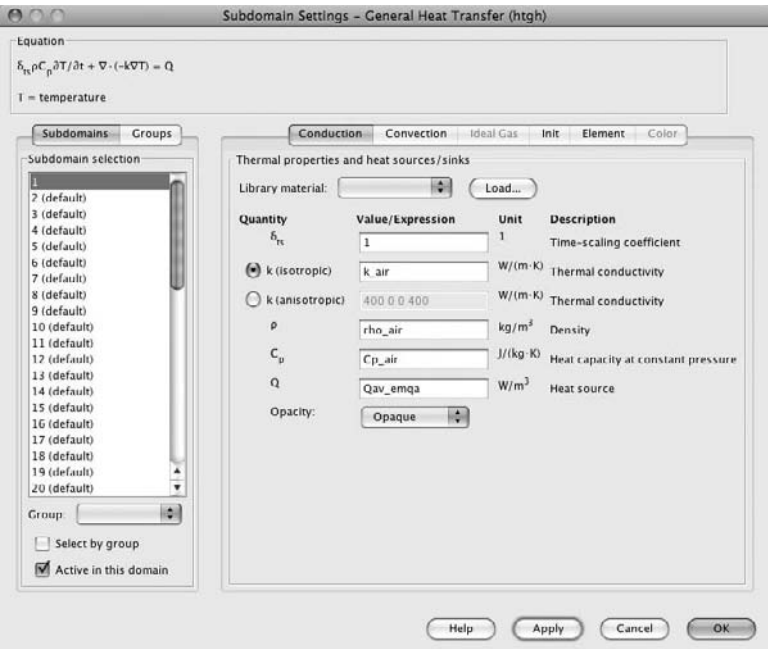 Subdomain Settings – General Heat Transfer (htgh)
Equation
δtsρCp∂T/∂t + ∇·(-k∇T) = Q
T = temperature
Subdomains Groups
Subdomain selection
1
2 (default)
3 (default)
4 (default)
5 (default)
6 (default)
7 (default)
8 (default)
9 (default)
10 (default)
11 (default)
12 (default)
13 (default)
14 (default)
15 (default)
16 (default)
17 (default)
18 (default)
19 (default)
20 (default)
Group:
Select by group
Active in this domain
Conduction Convection Ideal Gas Init Element Color
Thermal properties and heat sources/sinks
Library material: Load...
Quantity Value/Expression Unit Description
δts 1 1 Time-scaling coefficient
k (isotropic) k_air W/(m·K) Thermal conductivity
k (anisotropic) 400 0 0 400 W/(m·K) Thermal conductivity
ρ rho_air kg/m³ Density
Cp Cp_air J/(kg·K) Heat capacity at constant pressure
Q Qav_emqa W/m³ Heat source
Opacity: Opaque
Help Apply Cancel OK